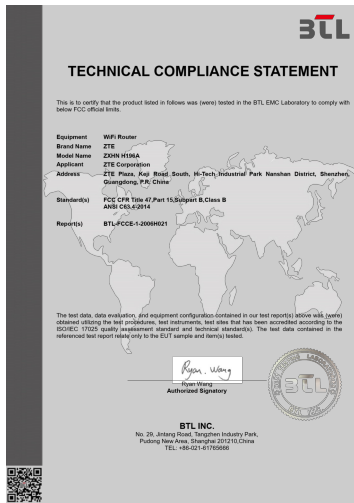 BTL
TECHNICAL COMPLIANCE STATEMENT
This is to certify that the product listed in follows was (were) tested in the BTL EMC Laboratory to comply with
below FCC official limits.
Equipment WiFi Router
Brand Name ZTE
Model Name ZXHN H196A
Applicant ZTE Corporation
Address ZTE Plaza, Keji Road South, Hi-Tech Industrial Park Nanshan District, Shenzhen,
Guangdong, P.R. China
Standard(s) FCC CFR Title 47,Part 15,Subpart B,Class B
ANSI C63.4-2014
Report(s) BTL-FCCE-1-2006H021
The test data, data evaluation, and equipment configuration contained in our test report(s) above was (were)
obtained utilizing the test procedures, test instruments, test sites that has been accredited according to the
ISO/IEC 17025 quality assessment standard and technical standard(s). The test data contained in the
referenced test report relate only to the EUT sample and item(s) tested.
Ryan. Wang
Ryan Wang
Authorized Signatory
BTL
BTL INC.
No. 29, Jintang Road, Tangzhen Industry Park,
Pudong New Area, Shanghai 201210,China
TEL: +86-021-61765666